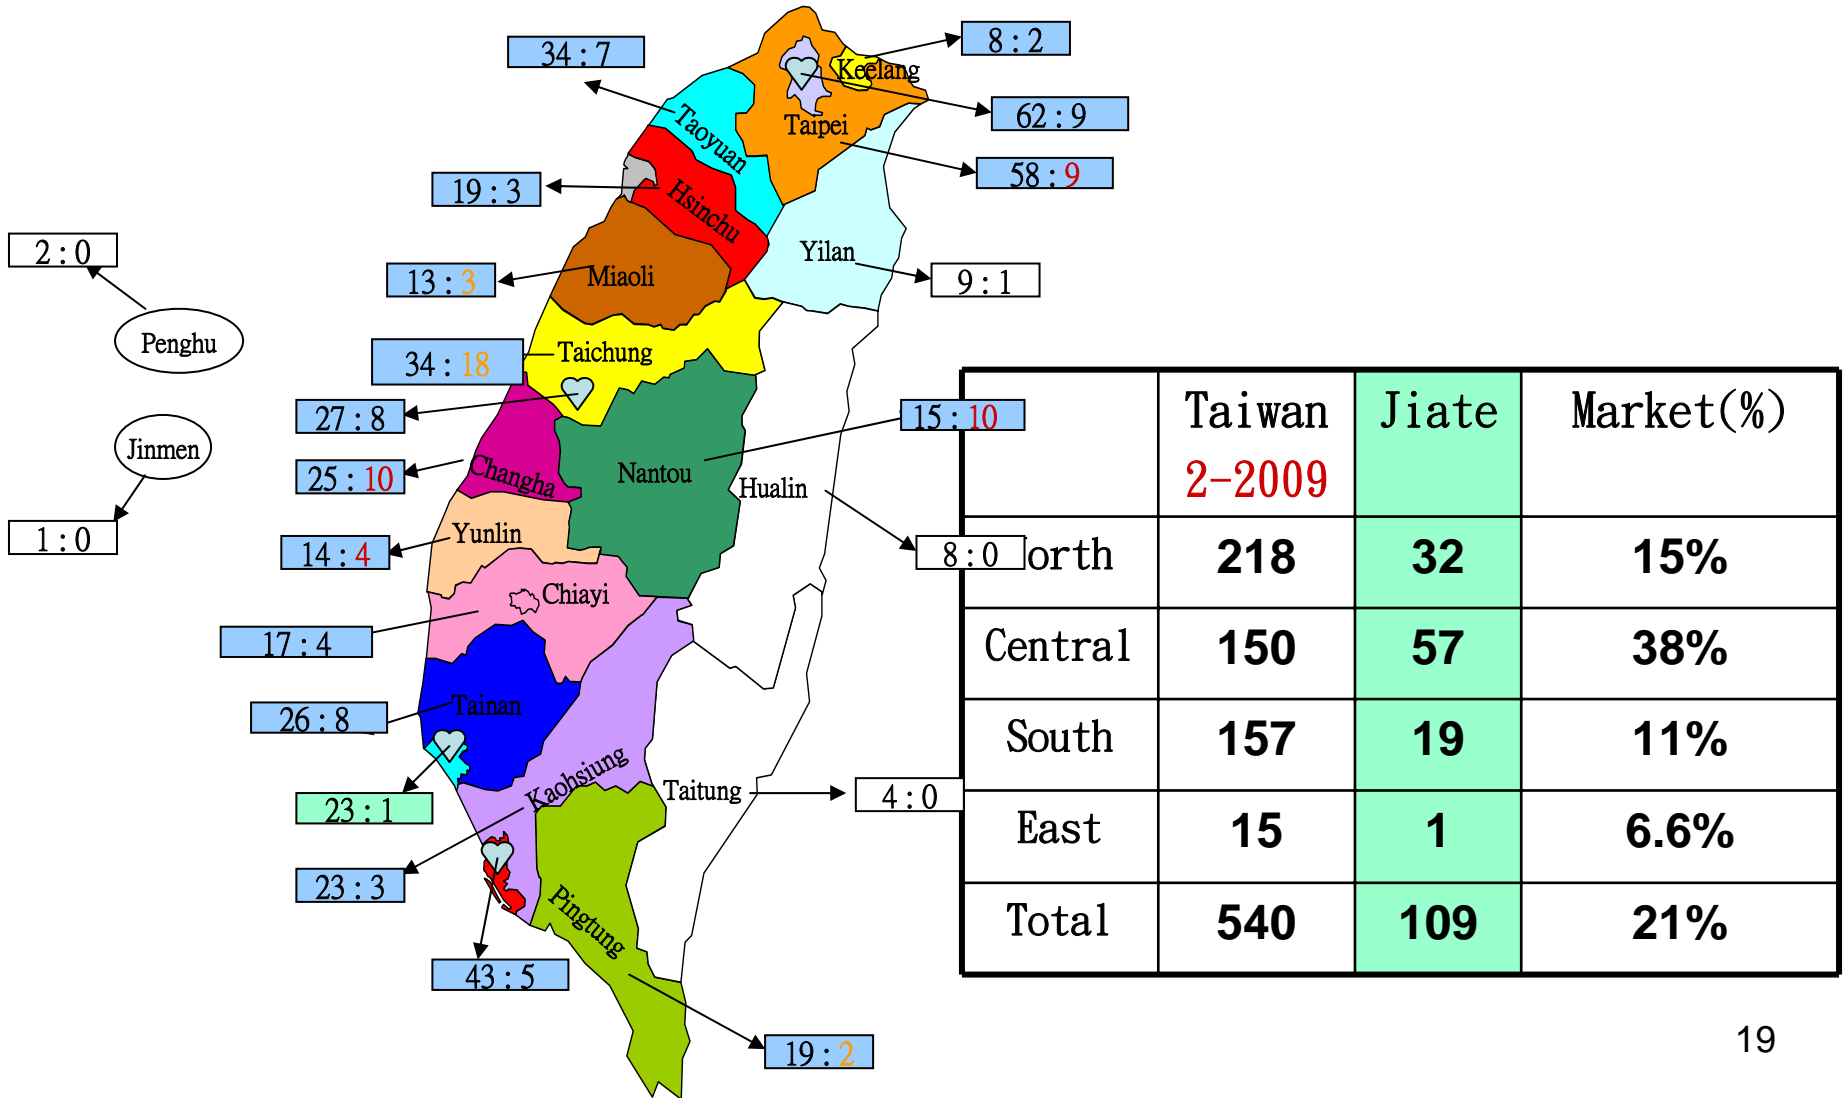 34 : 7
8 : 2
Keelang
62 : 9
Taipei
Taoyuan
58 : 9
19 : 3
Hsinchu
2 : 0
Yilan
Miaoli
13 : 3
9 : 1
Penghu
Taichung
34 : 18
27 : 8
15 : 10
Jinmen
25 : 10
Changha
Nantou
Hualin
1 : 0
Yunlin
14 : 4
8 : 0
Chiayi
17 : 4
Tainan
26 : 8
Kaohsiung
Taitung
4 : 0
23 : 1
23 : 3
Pingtung
43 : 5
19 : 2
Taiwan Jiate Market(%)
2-2009
orth 218 32 15%
Central 150 57 38%
South 157 19 11%
East 15 1 6.6%
Total 540 109 21%
19